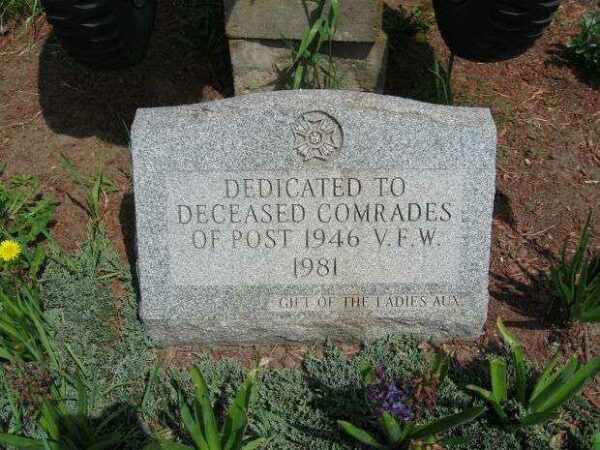 DEDICATED TO
DECEASED COMRADES
OF POST 1946 V.F.W
1981
GIFT OF THE LADIES AUX.